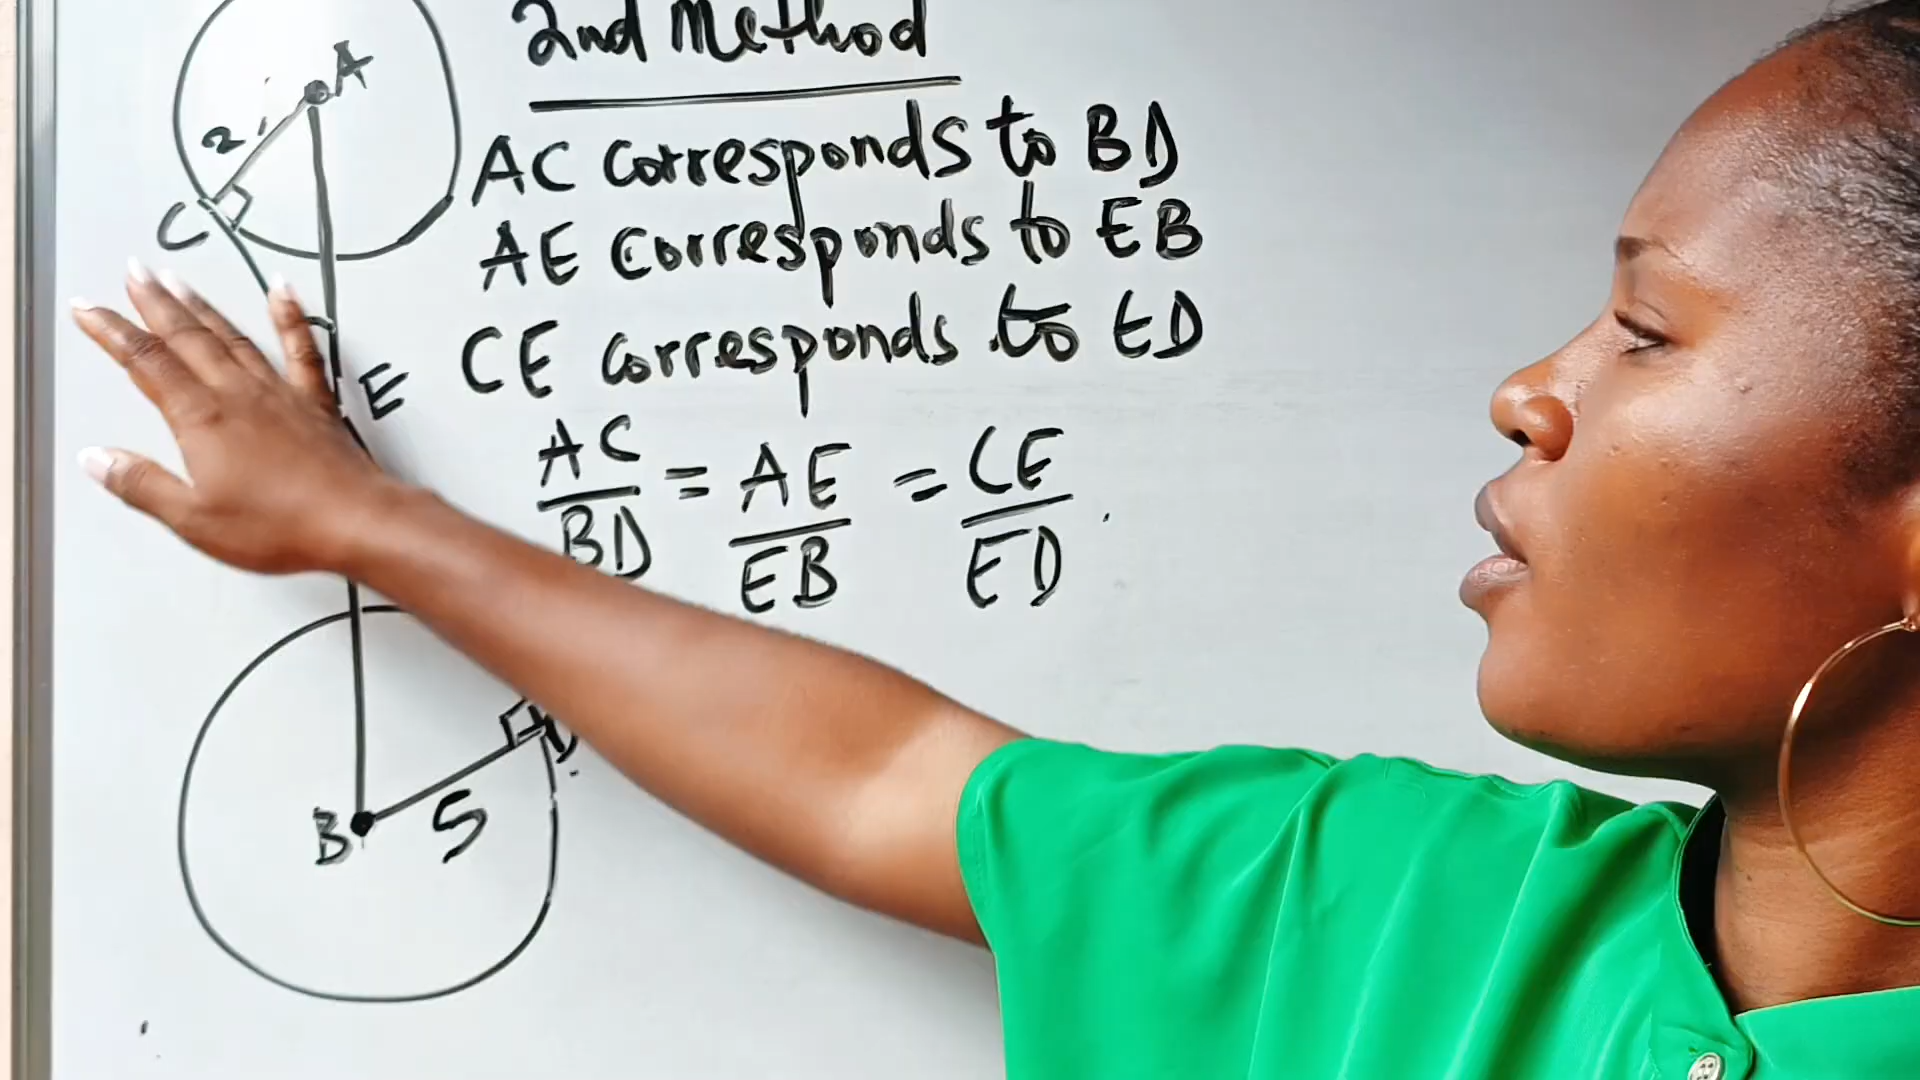 2nd Method
A
2
C
AC corresponds to BD
AE corresponds to EB
CE corresponds to ED
E
AC/BD = AE/EB = CE/ED
D
B
5